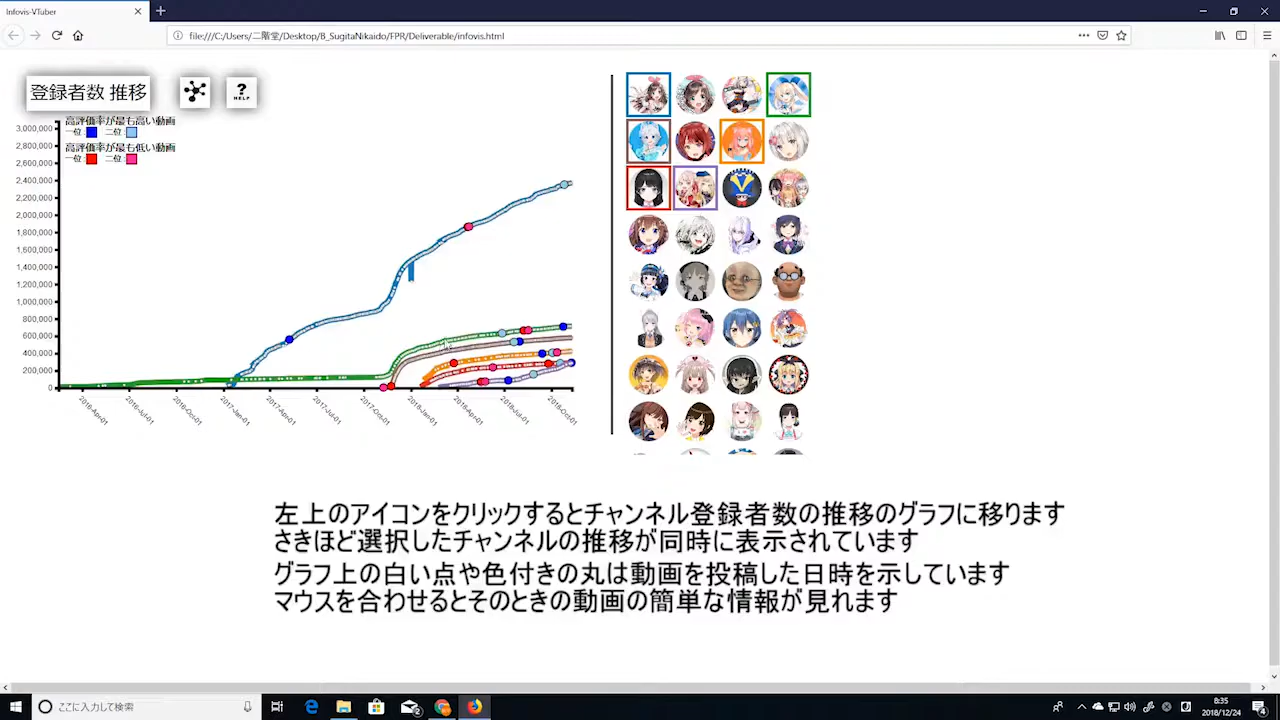 Infovis-VTuber
file:///C:/Users/二階堂/Desktop/B_SugitaNikaido/FPR/Deliverable/infovis.html
登録者数 推移
HELP
高評価率が最も高い動画
一位: 二位:
高評価率が最も低い動画
一位: 二位:
3,000,000
2,800,000
2,600,000
2,400,000
2,200,000
2,000,000
1,800,000
1,600,000
1,400,000
1,200,000
1,000,000
800,000
600,000
400,000
200,000
0
2016-Apr-01
2016-Jul-01
2016-Oct-01
2017-Jan-01
2017-Apr-01
2017-Jul-01
2017-Oct-01
2018-Jan-01
2018-Apr-01
2018-Jul-01
2018-Oct-01
左上のアイコンをクリックするとチャンネル登録者数の推移のグラフに移ります
さきほど選択したチャンネルの推移が同時に表示されています
グラフ上の白い点や色付きの丸は動画を投稿した日時を示しています
マウスを合わせるとそのときの動画の簡単な情報が見れます
ここに入力して検索
8:35
2018/12/24